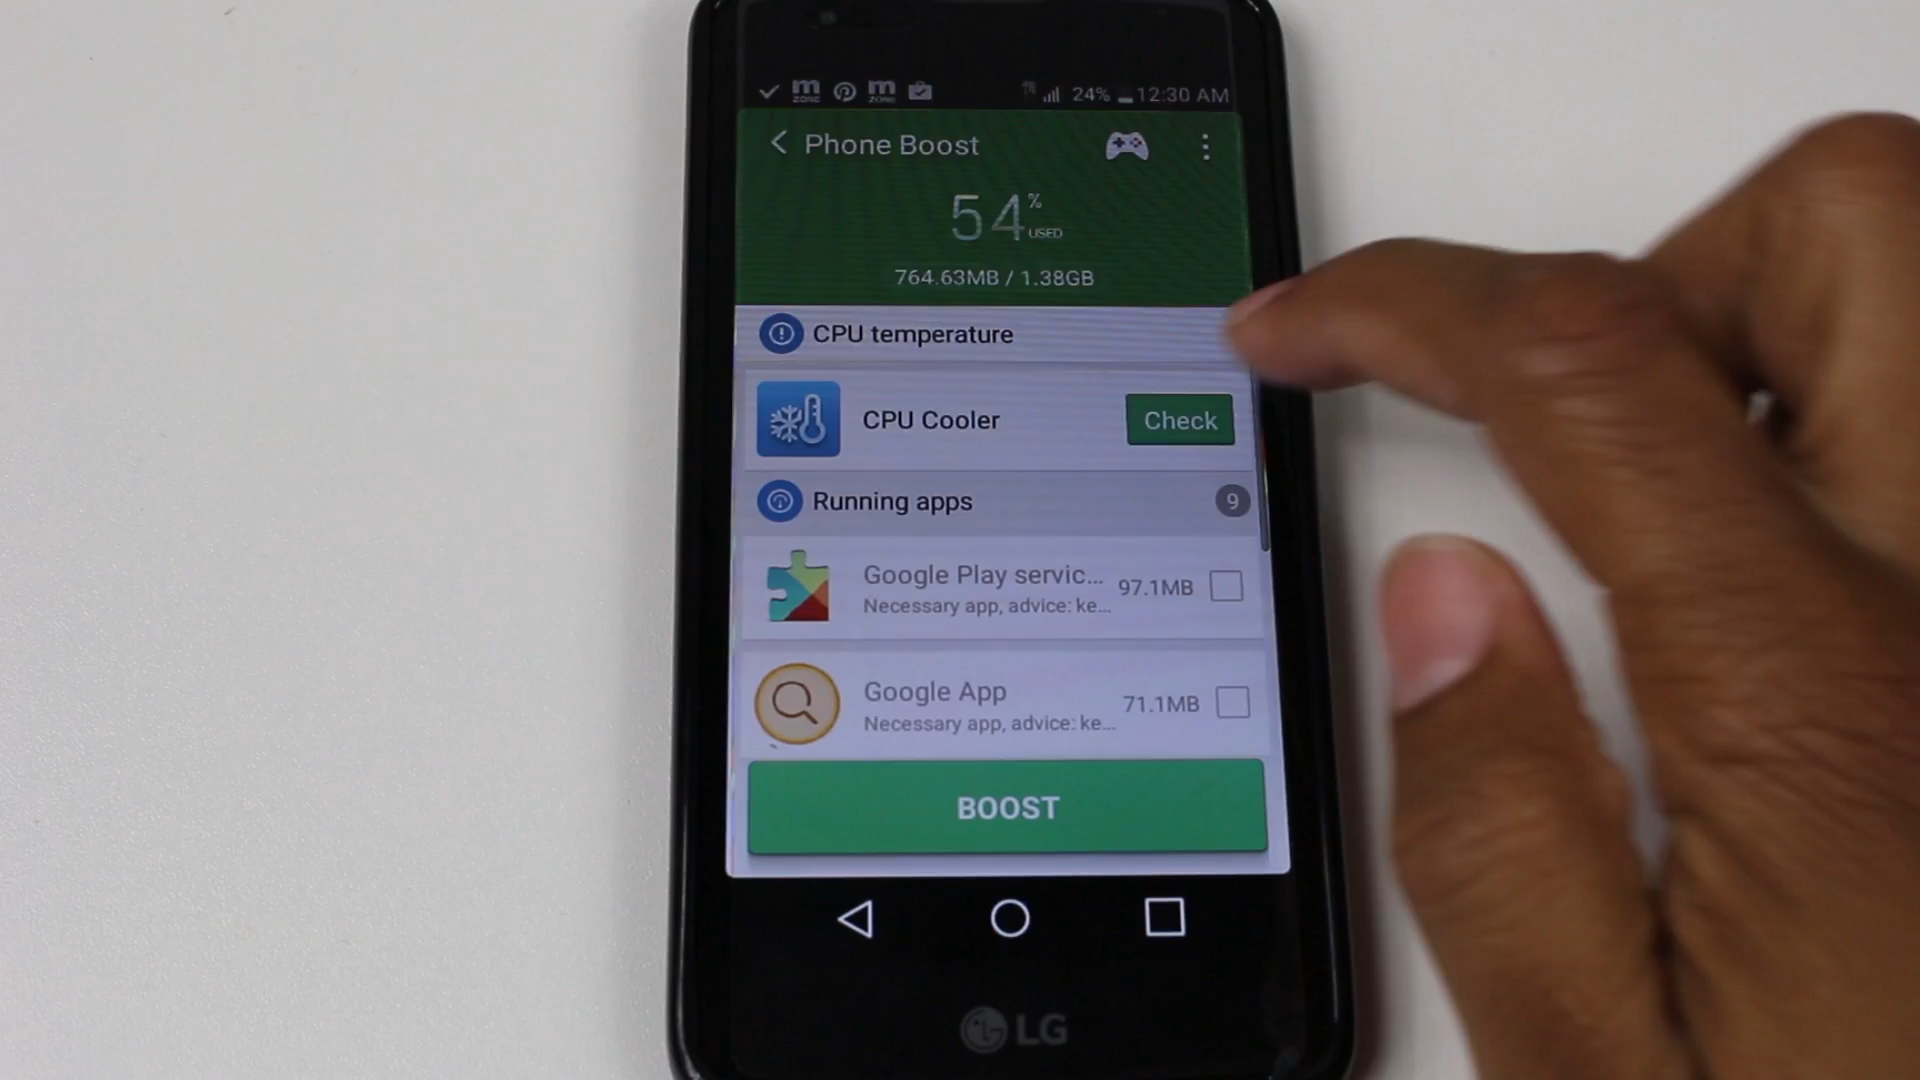 m ZONE m ZONE 24% 12:30 AM
Phone Boost
54% USED
764.63MB / 1.38GB
CPU temperature
CPU Cooler Check
Running apps 9
Google Play servic... 97.1MB
Necessary app, advice: ke...
Google App 71.1MB
Necessary app, advice: ke...
BOOST
LG